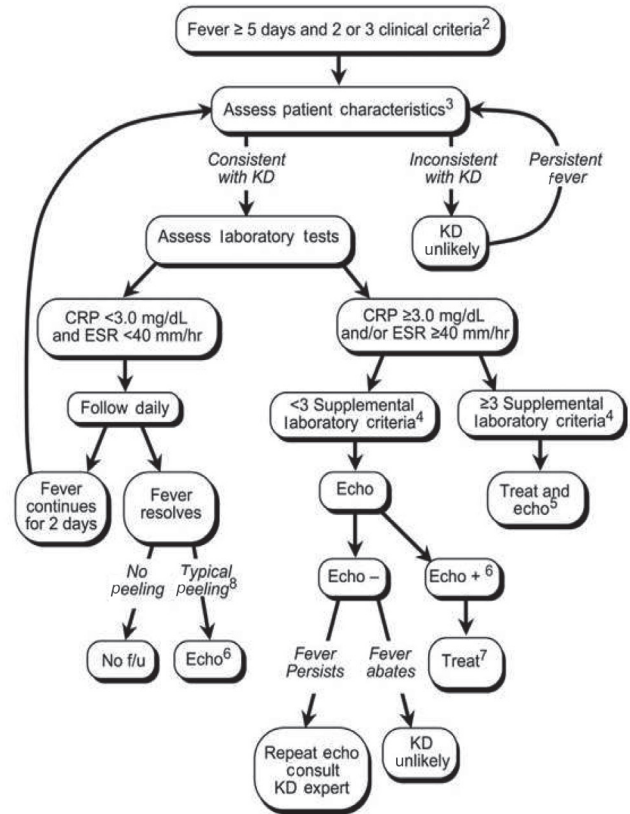 Fever ≥ 5 days and 2 or 3 clinical criteria²
Assess patient characteristics³
Consistent
with KD
Inconsistent
with KD
Persistent
fever
Assess laboratory tests
KD
unlikely
CRP <3.0 mg/dL
and ESR <40 mm/hr
CRP ≥3.0 mg/dL
and/or ESR ≥40 mm/hr
Follow daily
<3 Supplemental
laboratory criteria⁴
≥3 Supplemental
laboratory criteria⁴
Fever
continues
for 2 days
Fever
resolves
Echo
Treat and
echo⁵
No
peeling
Typical
peeling⁸
Echo –
Echo + ⁶
No f/u
Echo⁶
Fever
Persists
Fever
abates
Treat⁷
Repeat echo
consult
KD expert
KD
unlikely